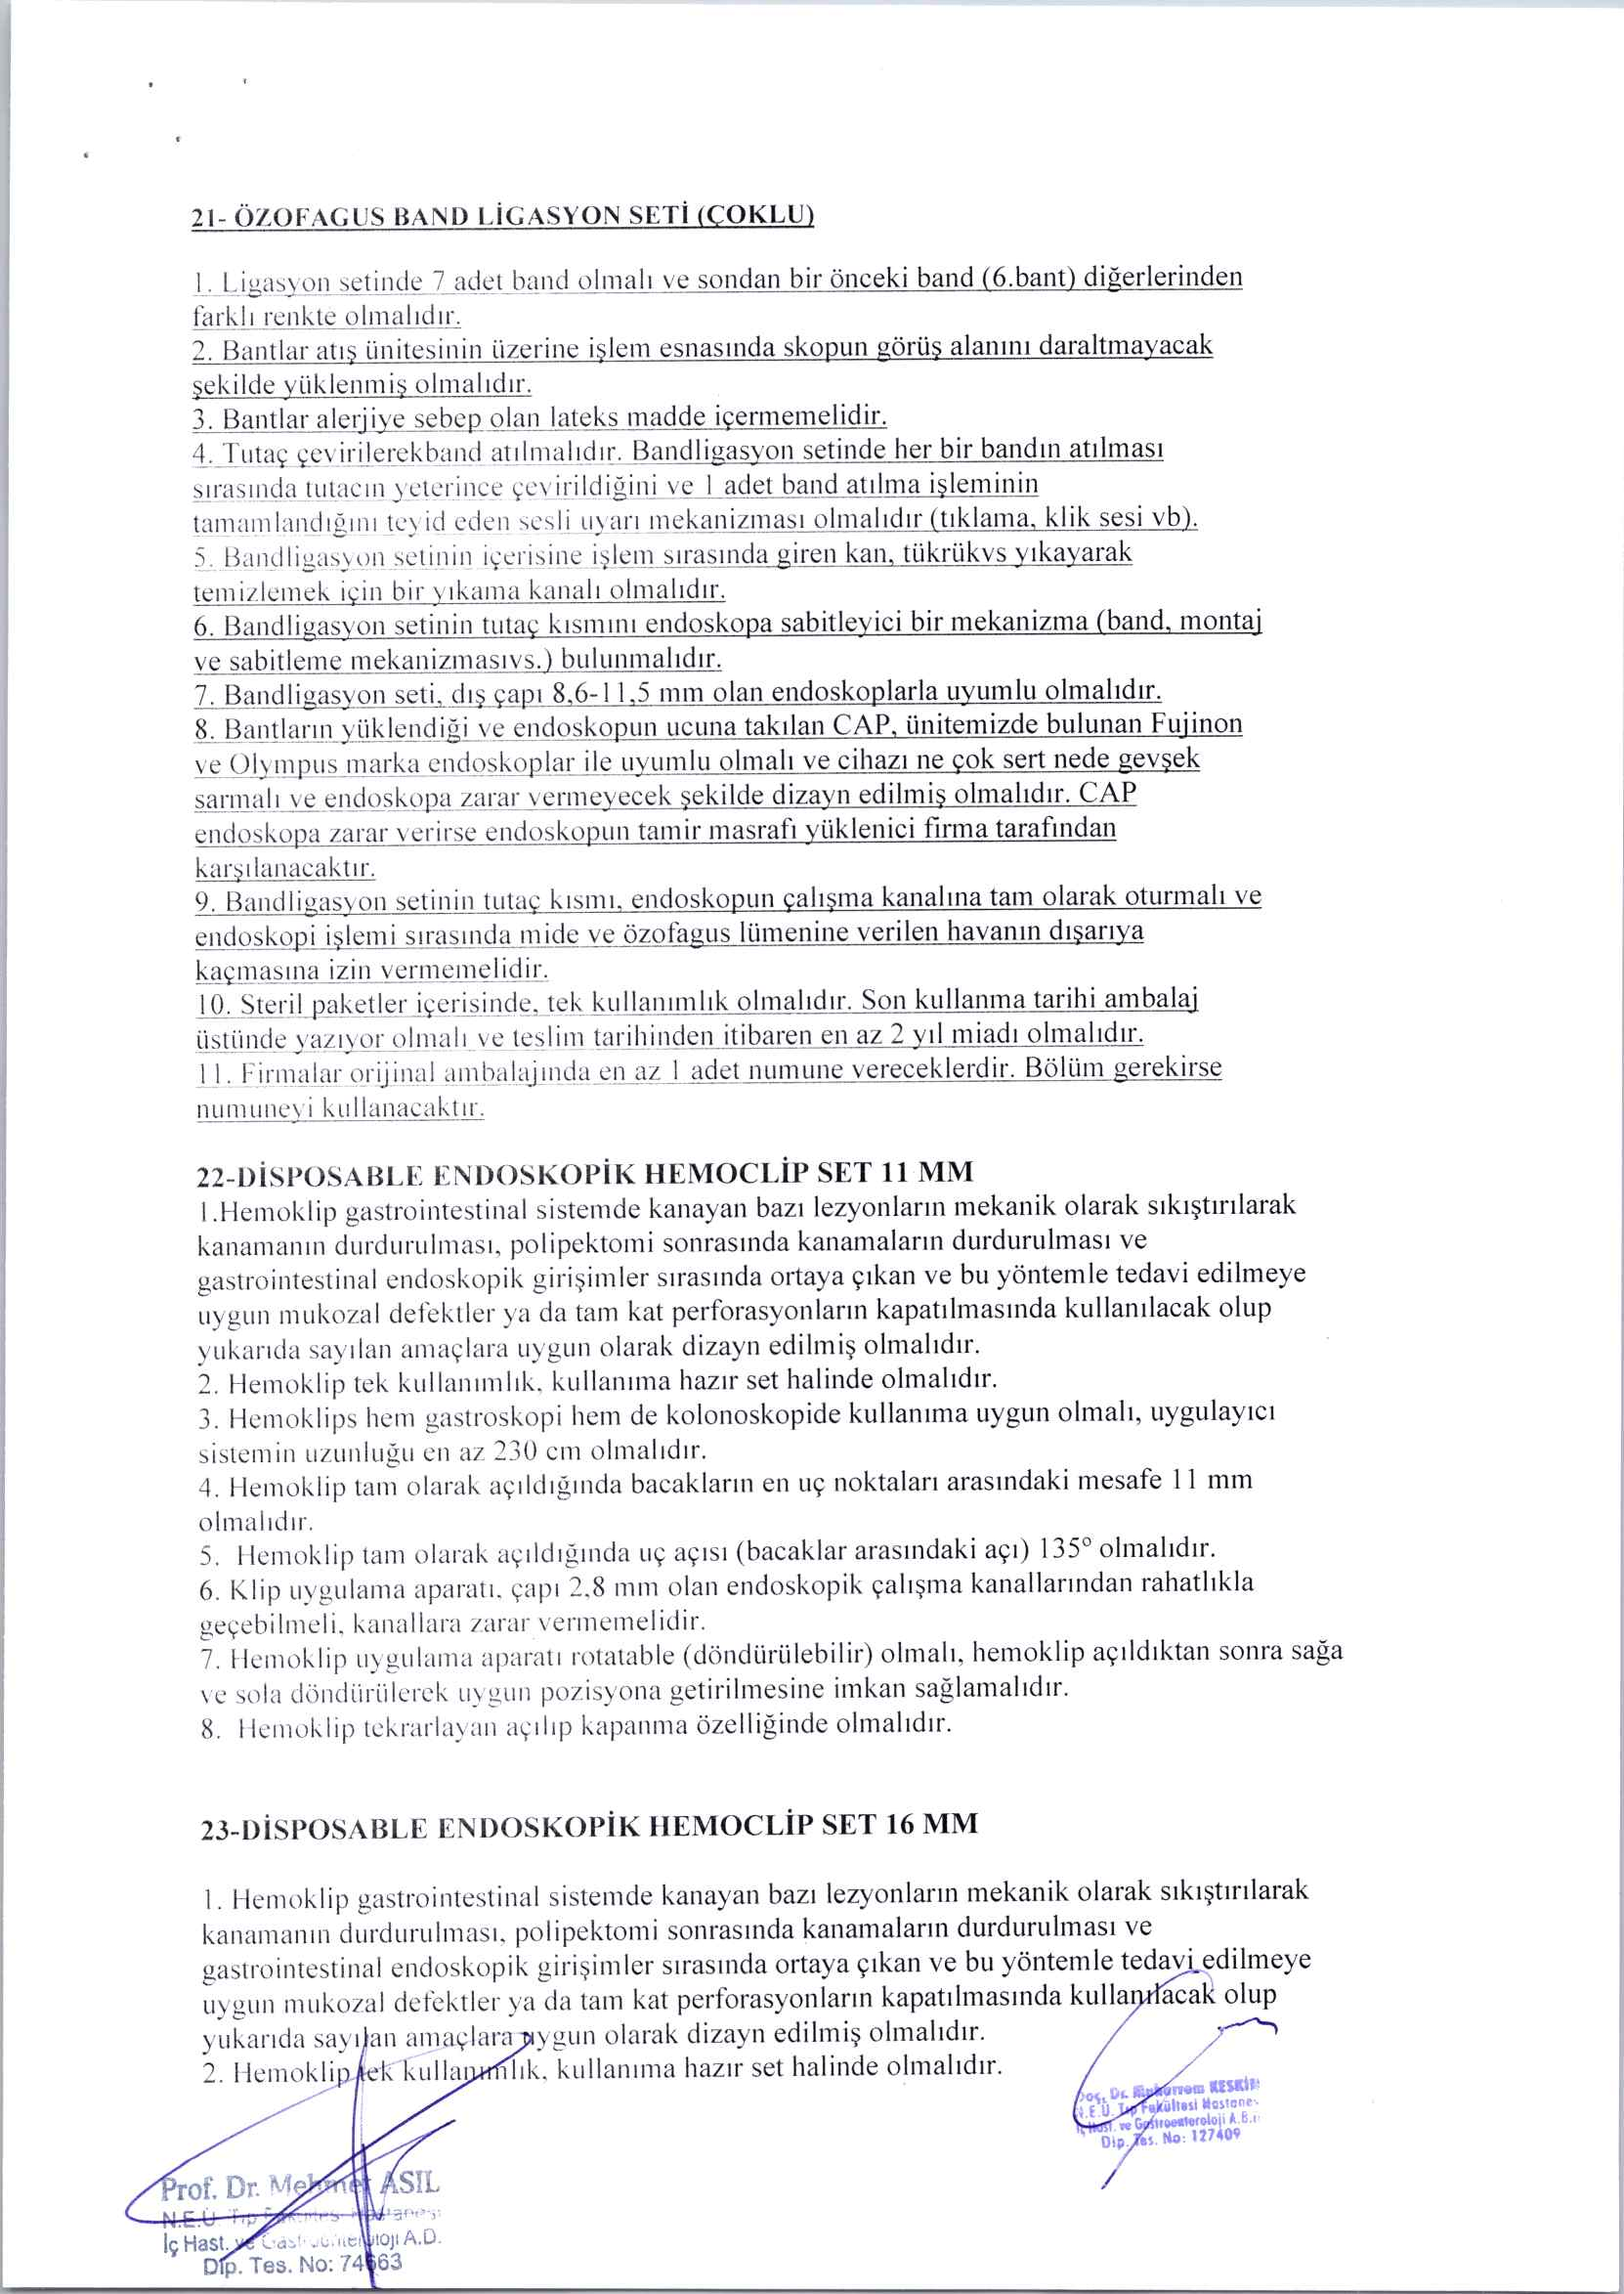 21- ÖZOFAGUS BAND LİGASYON SETİ (ÇOKLU)
1. Ligasyon setinde 7 adet band olmalı ve sondan bir önceki band (6.bant) diğerlerinden
farklı renkte olmalıdır.
2. Bantlar atış ünitesinin üzerine işlem esnasında skopun görüş alanını daraltmayacak
şekilde yüklenmiş olmalıdır.
3. Bantlar alerjiye sebep olan lateks madde içermemelidir.
4. Tutaç çevirilerekband atılmalıdır. Bandligasyon setinde her bir bandın atılması
sırasında tutacın yeterince çevirildiğini ve 1 adet band atılma işleminin
tamamlandığını teyid eden sesli uyarı mekanizması olmalıdır (tıklama, klik sesi vb).
5. Bandligasyon setinin içerisine işlem sırasında giren kan, tükrükvs yıkayarak
temizlemek için bir yıkama kanalı olmalıdır.
6. Bandligasyon setinin tutaç kısmını endoskopa sabitleyici bir mekanizma (band, montaj
ve sabitleme mekanizmasıvs.) bulunmalıdır.
7. Bandligasyon seti, dış çapı 8,6-11,5 mm olan endoskoplarla uyumlu olmalıdır.
8. Bantların yüklendiği ve endoskopun ucuna takılan CAP, ünitemizde bulunan Fujinon
ve Olympus marka endoskoplar ile uyumlu olmalı ve cihazı ne çok sert nede gevşek
sarmalı ve endoskopa zarar vermeyecek şekilde dizayn edilmiş olmalıdır. CAP
endoskopa zarar verirse endoskopun tamir masrafı yüklenici firma tarafından
karşılanacaktır.
9. Bandligasyon setinin tutaç kısmı, endoskopun çalışma kanalına tam olarak oturmalı ve
endoskopi işlemi sırasında mide ve özofagus lümenine verilen havanın dışarıya
kaçmasına izin vermemelidir.
10. Steril paketler içerisinde, tek kullanımlık olmalıdır. Son kullanma tarihi ambalaj
üstünde yazıyor olmalı ve teslim tarihinden itibaren en az 2 yıl miadı olmalıdır.
11. Firmalar orijinal ambalajında en az 1 adet numune vereceklerdir. Bölüm gerekirse
numuneyi kullanacaktır.
22-DİSPOSABLE ENDOSKOPİK HEMOCLİP SET 11 MM
1.Hemoklip gastrointestinal sistemde kanayan bazı lezyonların mekanik olarak sıkıştırılarak
kanamanın durdurulması, polipektomi sonrasında kanamaların durdurulması ve
gastrointestinal endoskopik girişimler sırasında ortaya çıkan ve bu yöntemle tedavi edilmeye
uygun mukozal defektler ya da tam kat perforasyonların kapatılmasında kullanılacak olup
yukarıda sayılan amaçlara uygun olarak dizayn edilmiş olmalıdır.
2. Hemoklip tek kullanımlık, kullanıma hazır set halinde olmalıdır.
3. Hemoklips hem gastroskopi hem de kolonoskopide kullanıma uygun olmalı, uygulayıcı
sistemin uzunluğu en az 230 cm olmalıdır.
4. Hemoklip tam olarak açıldığında bacakların en uç noktaları arasındaki mesafe 11 mm
olmalıdır.
5. Hemoklip tam olarak açıldığında uç açısı (bacaklar arasındaki açı) 135° olmalıdır.
6. Klip uygulama aparatı, çapı 2,8 mm olan endoskopik çalışma kanallarından rahatlıkla
geçebilmeli, kanallara zarar vermemelidir.
7. Hemoklip uygulama aparatı rotatable (döndürülebilir) olmalı, hemoklip açıldıktan sonra sağa
ve sola döndürülerek uygun pozisyona getirilmesine imkan sağlamalıdır.
8. Hemoklip tekrarlayan açılıp kapanma özelliğinde olmalıdır.
23-DİSPOSABLE ENDOSKOPİK HEMOCLİP SET 16 MM
1. Hemoklip gastrointestinal sistemde kanayan bazı lezyonların mekanik olarak sıkıştırılarak
kanamanın durdurulması, polipektomi sonrasında kanamaların durdurulması ve
gastrointestinal endoskopik girişimler sırasında ortaya çıkan ve bu yöntemle tedavi edilmeye
uygun mukozal defektler ya da tam kat perforasyonların kapatılmasında kullanılacak olup
yukarıda sayılan amaçlara uygun olarak dizayn edilmiş olmalıdır.
2. Hemoklip tek kullanımlık, kullanıma hazır set halinde olmalıdır.
Doç. Dr. Muharrem KESKİN
N.E.Ü. Tıp Fakültesi Hastanesi
İç Hast. ve Gastroenteroloji A.B.D
Dip. Tes. No: 127409
Prof. Dr. Mehmet ASIL
N.E.Ü. Tıp Fakültesi Hastanesi
İç Hast. ve Gastroenteroloji A.D.
Dip. Tes. No: 74663